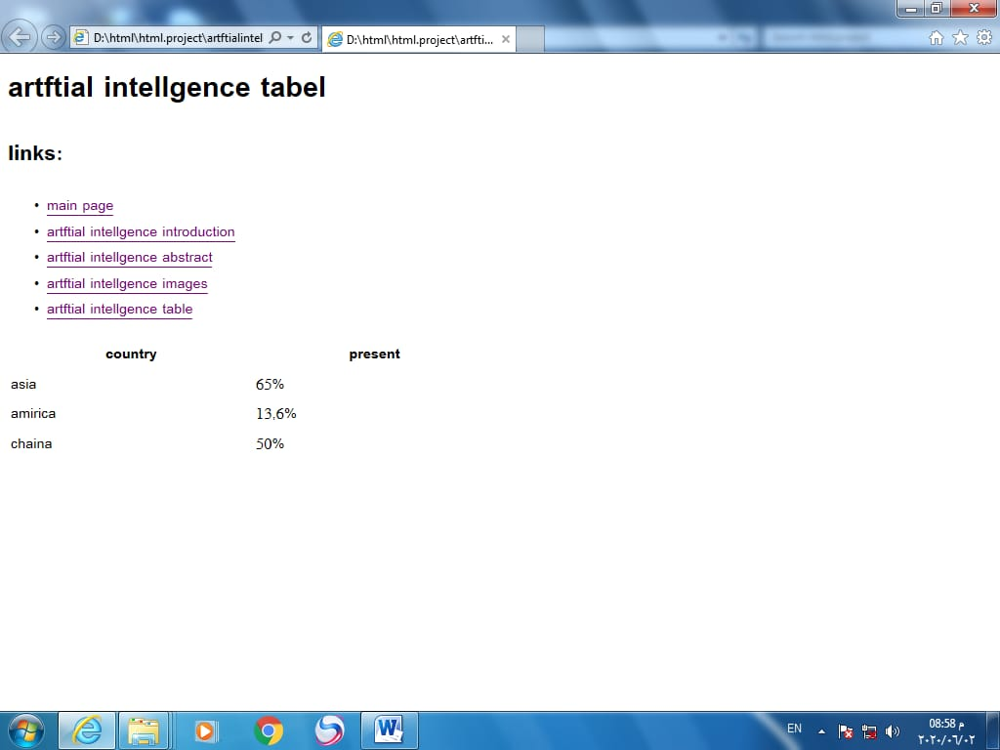 D:\html\html.project\artftialintel
D:\html\html.project\artfti...
artftial intellgence tabel
links:
• main page
• artftial intellgence introduction
• artftial intellgence abstract
• artftial intellgence images
• artftial intellgence table
country present
asia 65%
amirica 13,6%
chaina 50%
EN
08:58 م
٢٠٢٠/٠٦/٠٢